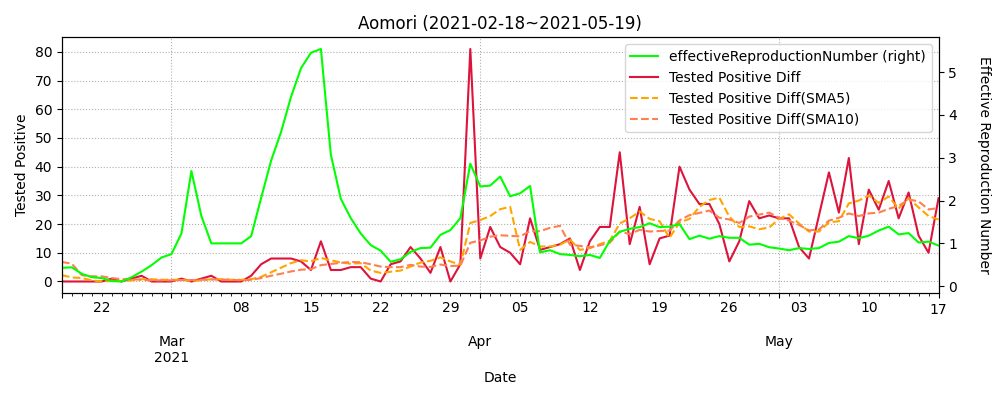 Aomori (2021-02-18~2021-05-19)
effectiveReproductionNumber (right)
Tested Positive Diff
Tested Positive Diff(SMA5)
Tested Positive Diff(SMA10)
Tested Positive
80
70
60
50
40
30
20
10
0
5
4
3
2
1
0
Effective Reproduction Number
22 08 15 22 29 05 12 19 26 03 10 17
Mar Apr May
2021
Date